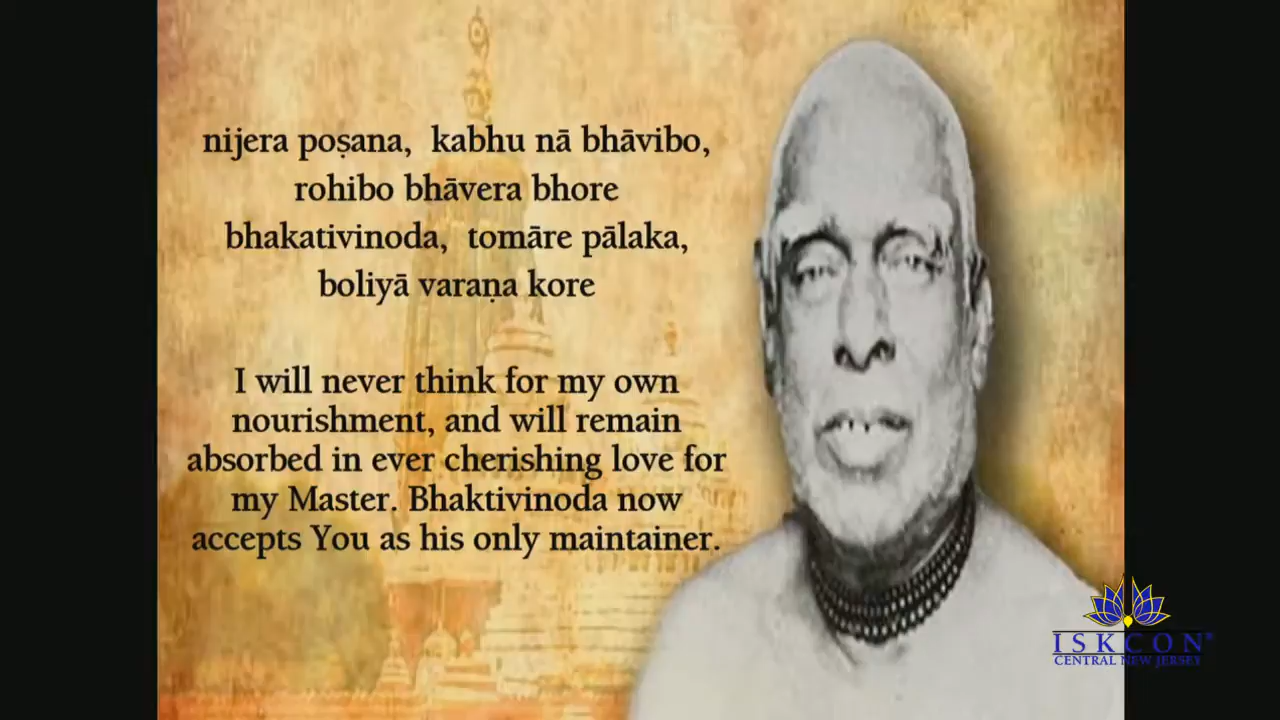 nijera poṣana, kabhu nā bhāvibo,
rohibo bhāvera bhore
bhakativinoda, tomāre pālaka,
boliyā varaṇa kore
I will never think for my own
nourishment, and will remain
absorbed in ever cherishing love for
my Master. Bhaktivinoda now
accepts You as his only maintainer.
ISKCON®
CENTRAL NEW JERSEY